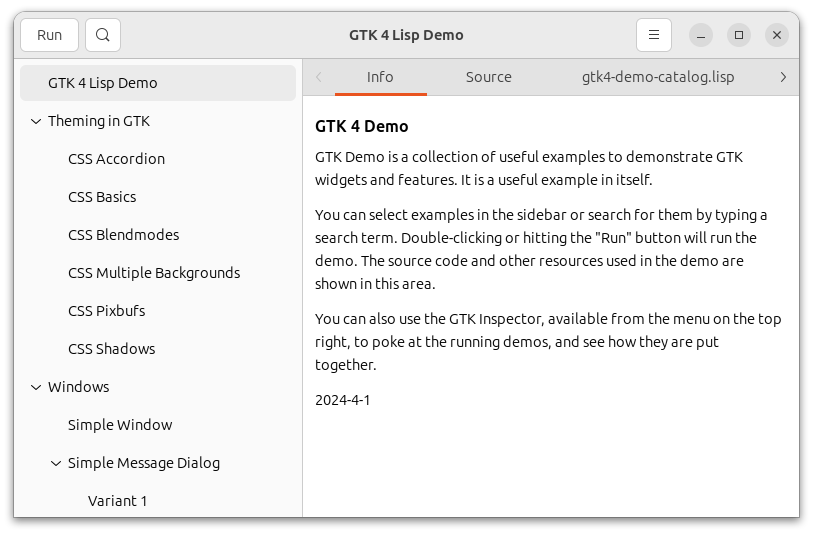 Run
GTK 4 Lisp Demo
GTK 4 Lisp Demo
Theming in GTK
CSS Accordion
CSS Basics
CSS Blendmodes
CSS Multiple Backgrounds
CSS Pixbufs
CSS Shadows
Windows
Simple Window
Simple Message Dialog
Variant 1
Info
Source
gtk4-demo-catalog.lisp
GTK 4 Demo
GTK Demo is a collection of useful examples to demonstrate GTK
widgets and features. It is a useful example in itself.
You can select examples in the sidebar or search for them by typing a
search term. Double-clicking or hitting the "Run" button will run the
demo. The source code and other resources used in the demo are
shown in this area.
You can also use the GTK Inspector, available from the menu on the top
right, to poke at the running demos, and see how they are put
together.
2024-4-1